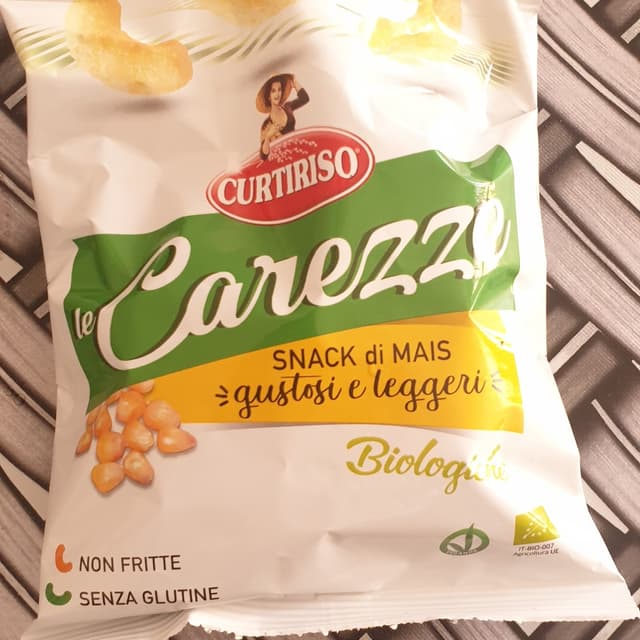 CURTIRISO
le Carezze
SNACK di MAIS
gustosi e leggeri
Biologiche
NON FRITTE
SENZA GLUTINE
IT-BIO-007
Agricoltura UE